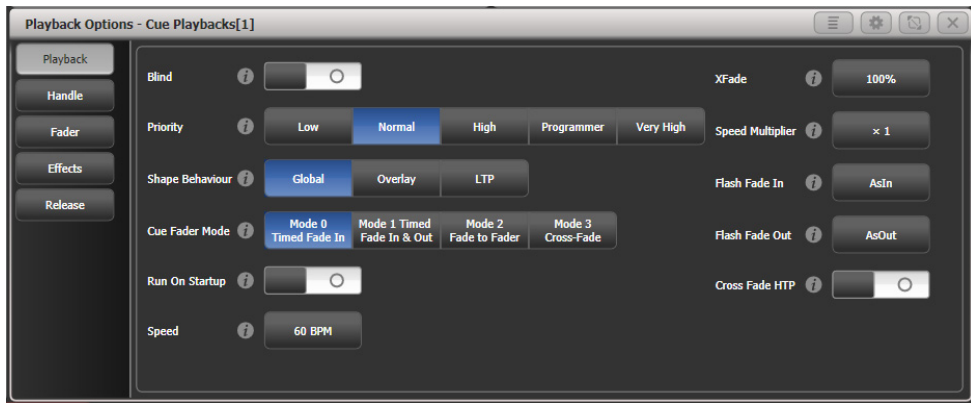 Playback Options - Cue Playbacks[1]
Playback
Handle
Fader
Effects
Release
Blind
XFade
100%
Priority
Low
Normal
High
Programmer
Very High
Speed Multiplier
× 1
Shape Behaviour
Global
Overlay
LTP
Flash Fade In
AsIn
Cue Fader Mode
Mode 0
Timed Fade In
Mode 1 Timed
Fade In & Out
Mode 2
Fade to Fader
Mode 3
Cross-Fade
Flash Fade Out
AsOut
Run On Startup
Cross Fade HTP
Speed
60 BPM